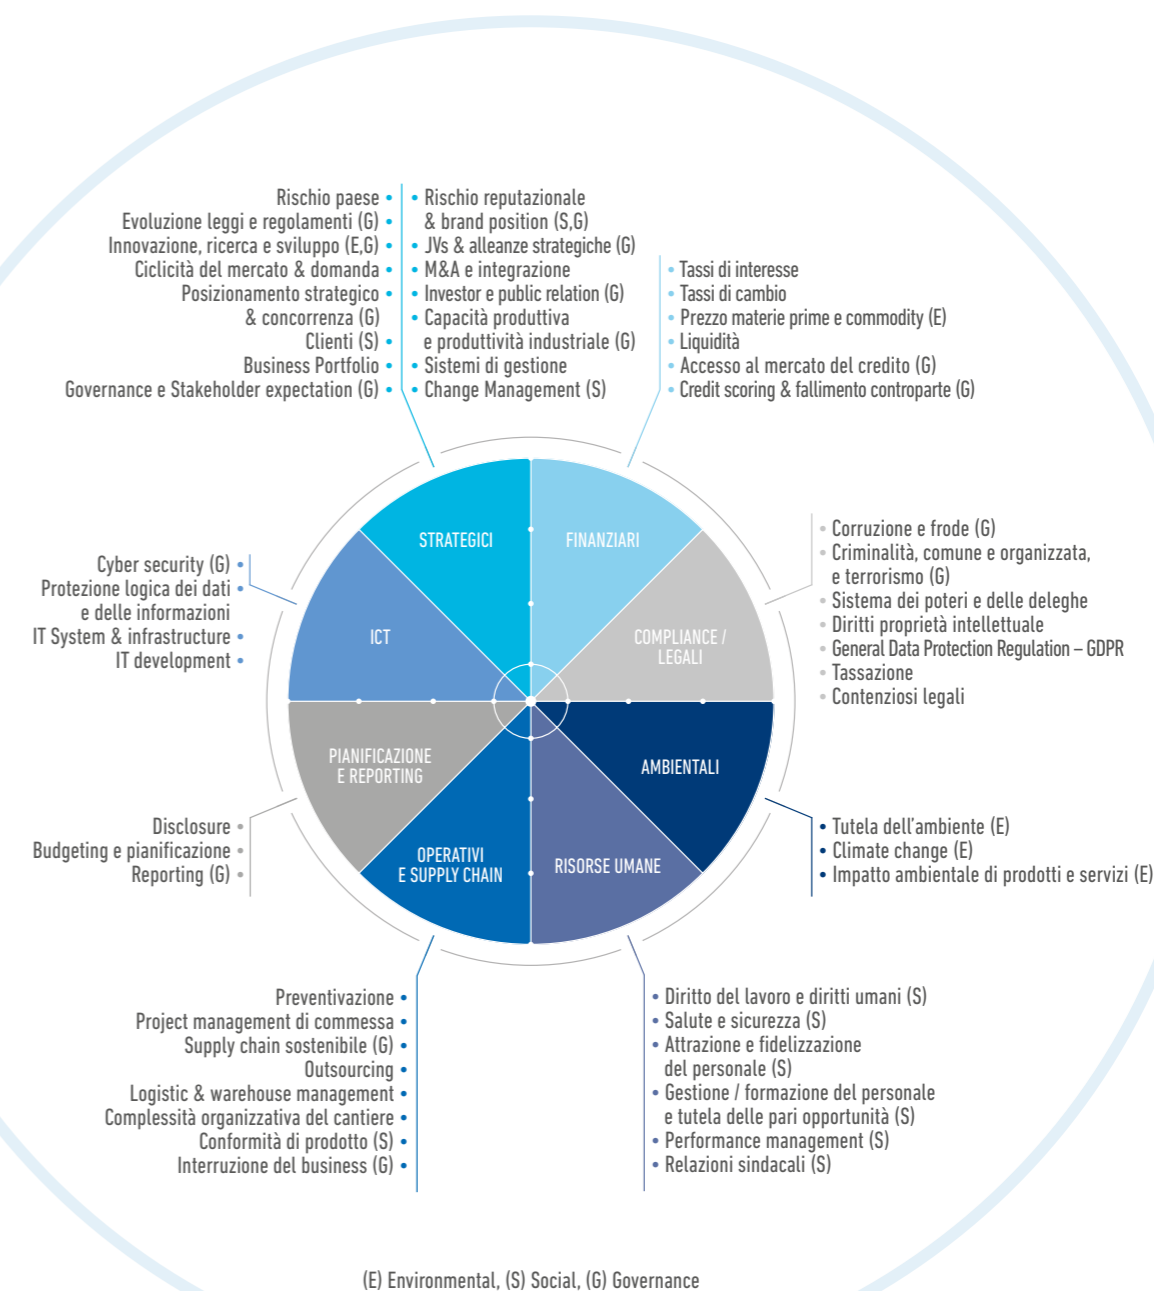 Rischio paese •
Evoluzione leggi e regolamenti (G) •
Innovazione, ricerca e sviluppo (E,G) •
Ciclicità del mercato & domanda •
Posizionamento strategico •
& concorrenza (G)
Clienti (S) •
Business Portfolio •
Governance e Stakeholder expectation (G) •
• Rischio reputazionale
& brand position (S,G)
• JVs & alleanze strategiche (G)
• M&A e integrazione
• Investor e public relation (G)
• Capacità produttiva
e produttività industriale (G)
• Sistemi di gestione
• Change Management (S)
• Tassi di interesse
• Tassi di cambio
• Prezzo materie prime e commodity (E)
• Liquidità
• Accesso al mercato del credito (G)
• Credit scoring & fallimento controparte (G)
STRATEGICI
FINANZIARI
Cyber security (G) •
Protezione logica dei dati •
e delle informazioni
IT System & infrastructure •
IT development •
ICT
COMPLIANCE /
LEGALI
• Corruzione e frode (G)
• Criminalità, comune e organizzata,
e terrorismo (G)
• Sistema dei poteri e delle deleghe
• Diritti proprietà intellettuale
• General Data Protection Regulation – GDPR
• Tassazione
• Contenziosi legali
PIANIFICAZIONE
E REPORTING
AMBIENTALI
Disclosure •
Budgeting e pianificazione •
Reporting (G) •
OPERATIVI
E SUPPLY CHAIN
RISORSE UMANE
• Tutela dell'ambiente (E)
• Climate change (E)
• Impatto ambientale di prodotti e servizi (E)
Preventivazione •
Project management di commessa •
Supply chain sostenibile (G) •
Outsourcing •
Logistic & warehouse management •
Complessità organizzativa del cantiere •
Conformità di prodotto (S) •
Interruzione del business (G) •
• Diritto del lavoro e diritti umani (S)
• Salute e sicurezza (S)
• Attrazione e fidelizzazione
del personale (S)
• Gestione / formazione del personale
e tutela delle pari opportunità (S)
• Performance management (S)
• Relazioni sindacali (S)
(E) Environmental, (S) Social, (G) Governance